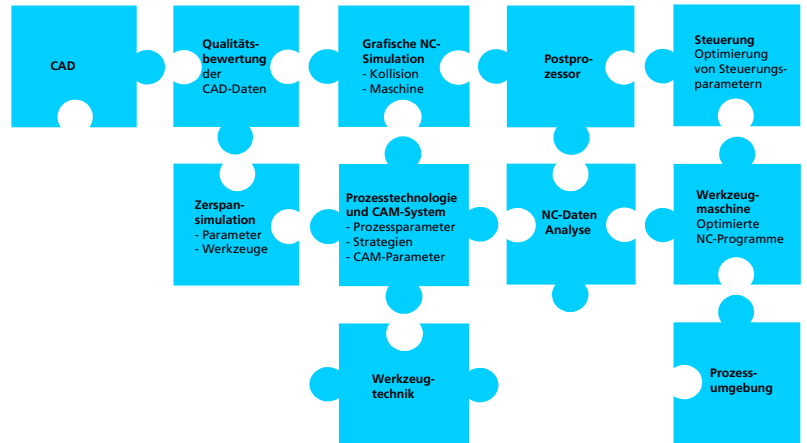 CAD
Qualitäts-
bewertung
der
CAD-Daten
Grafische NC-
Simulation
- Kollision
- Maschine
Postpro-
zessor
Steuerung
Optimierung
von Steuerungs-
parametern
Zerspan-
simulation
- Parameter
- Werkzeuge
Prozesstechnologie
und CAM-System
- Prozessparameter
- Strategien
- CAM-Parameter
NC-Daten
Analyse
Werkzeug-
maschine
Optimierte
NC-Programme
Werkzeug-
technik
Prozess-
umgebung